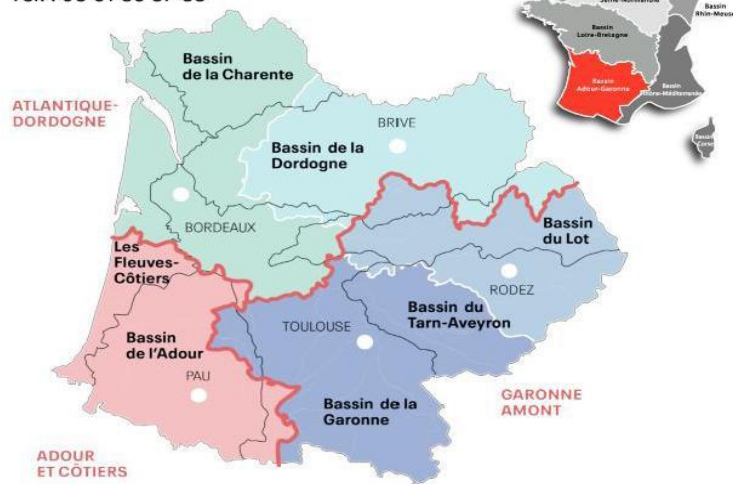 Bassin
Rhin-Meuse
Bassin
Loire-Bretagne
Bassin
Adour-Garonne
Bassin
Rhône-Méditerranée
Bassin
Corse
Bassin
de la Charente
ATLANTIQUE-
DORDOGNE
BRIVE
Bassin de la
Dordogne
BORDEAUX
Bassin
du Lot
Les
Fleuves-
Côtiers
RODEZ
Bassin du
Tarn-Aveyron
TOULOUSE
Bassin
de l'Adour
PAU
GARONNE
AMONT
Bassin de la
Garonne
ADOUR
ET CÔTIERS